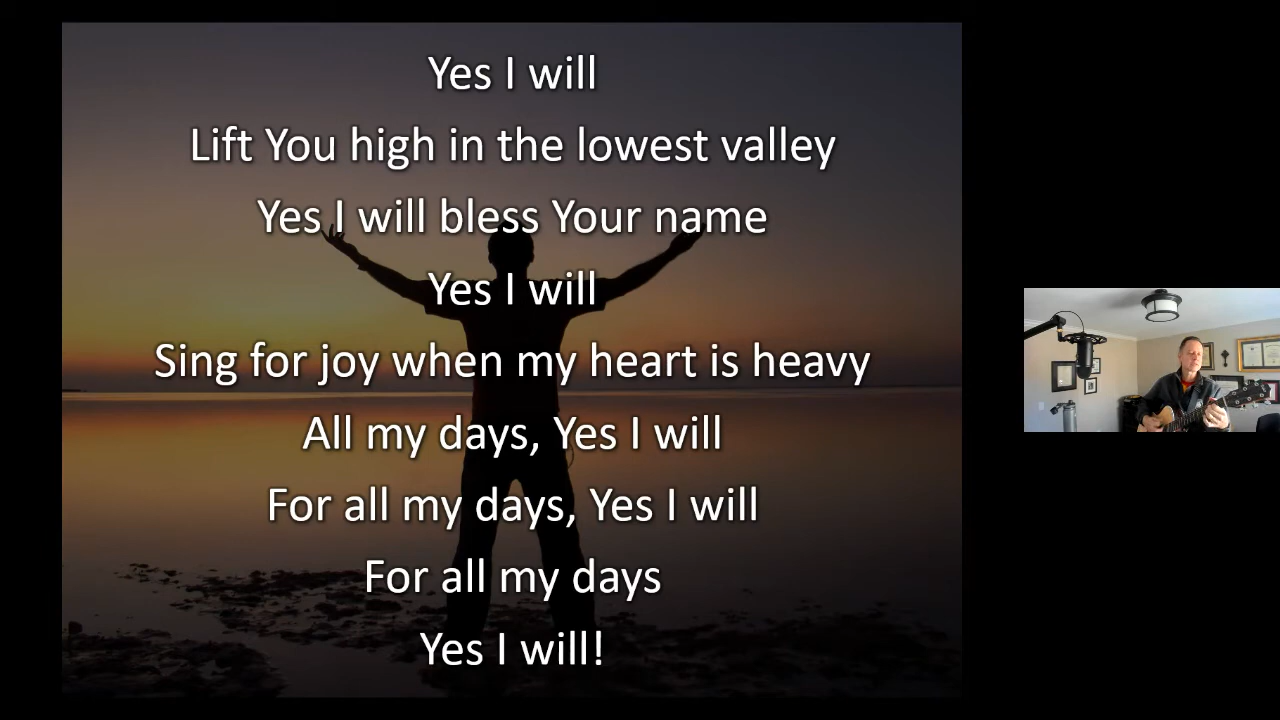 Yes I will
Lift You high in the lowest valley
Yes I will bless Your name
Yes I will
Sing for joy when my heart is heavy
All my days, Yes I will
For all my days, Yes I will
For all my days
Yes I will!